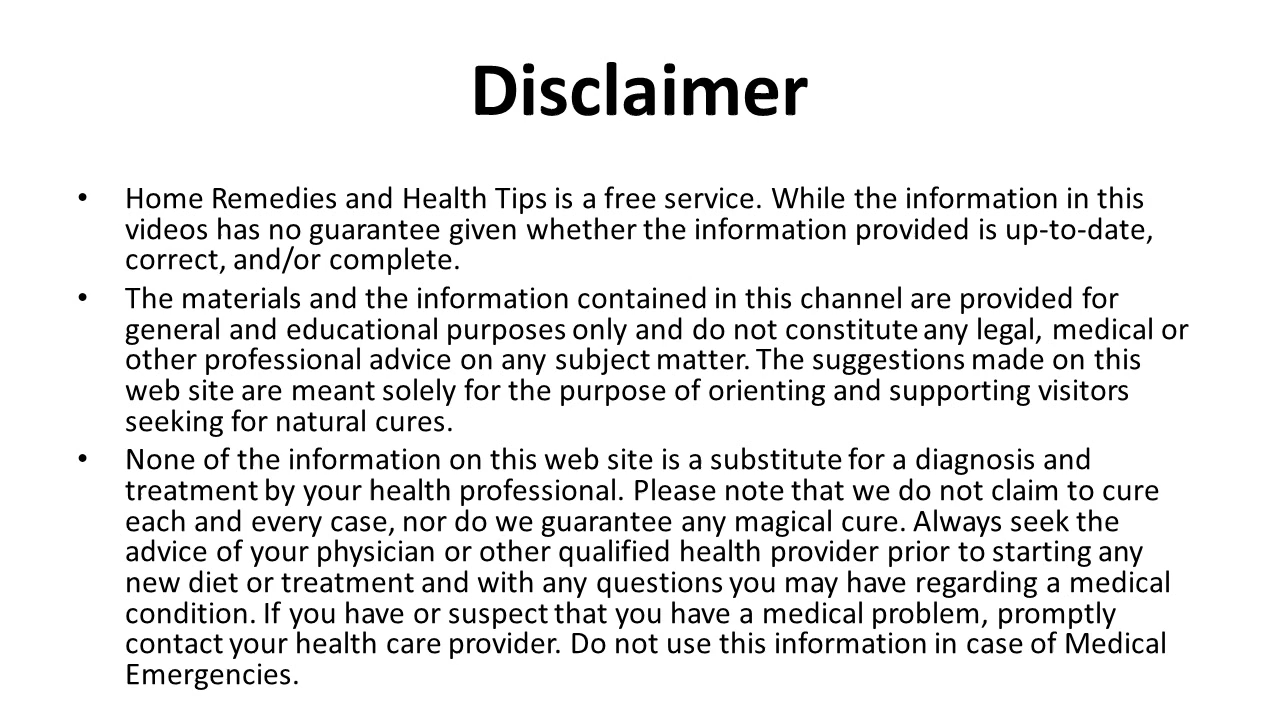 Disclaimer
• Home Remedies and Health Tips is a free service. While the information in this
videos has no guarantee given whether the information provided is up-to-date,
correct, and/or complete.
• The materials and the information contained in this channel are provided for
general and educational purposes only and do not constitute any legal, medical or
other professional advice on any subject matter. The suggestions made on this
web site are meant solely for the purpose of orienting and supporting visitors
seeking for natural cures.
• None of the information on this web site is a substitute for a diagnosis and
treatment by your health professional. Please note that we do not claim to cure
each and every case, nor do we guarantee any magical cure. Always seek the
advice of your physician or other qualified health provider prior to starting any
new diet or treatment and with any questions you may have regarding a medical
condition. If you have or suspect that you have a medical problem, promptly
contact your health care provider. Do not use this information in case of Medical
Emergencies.